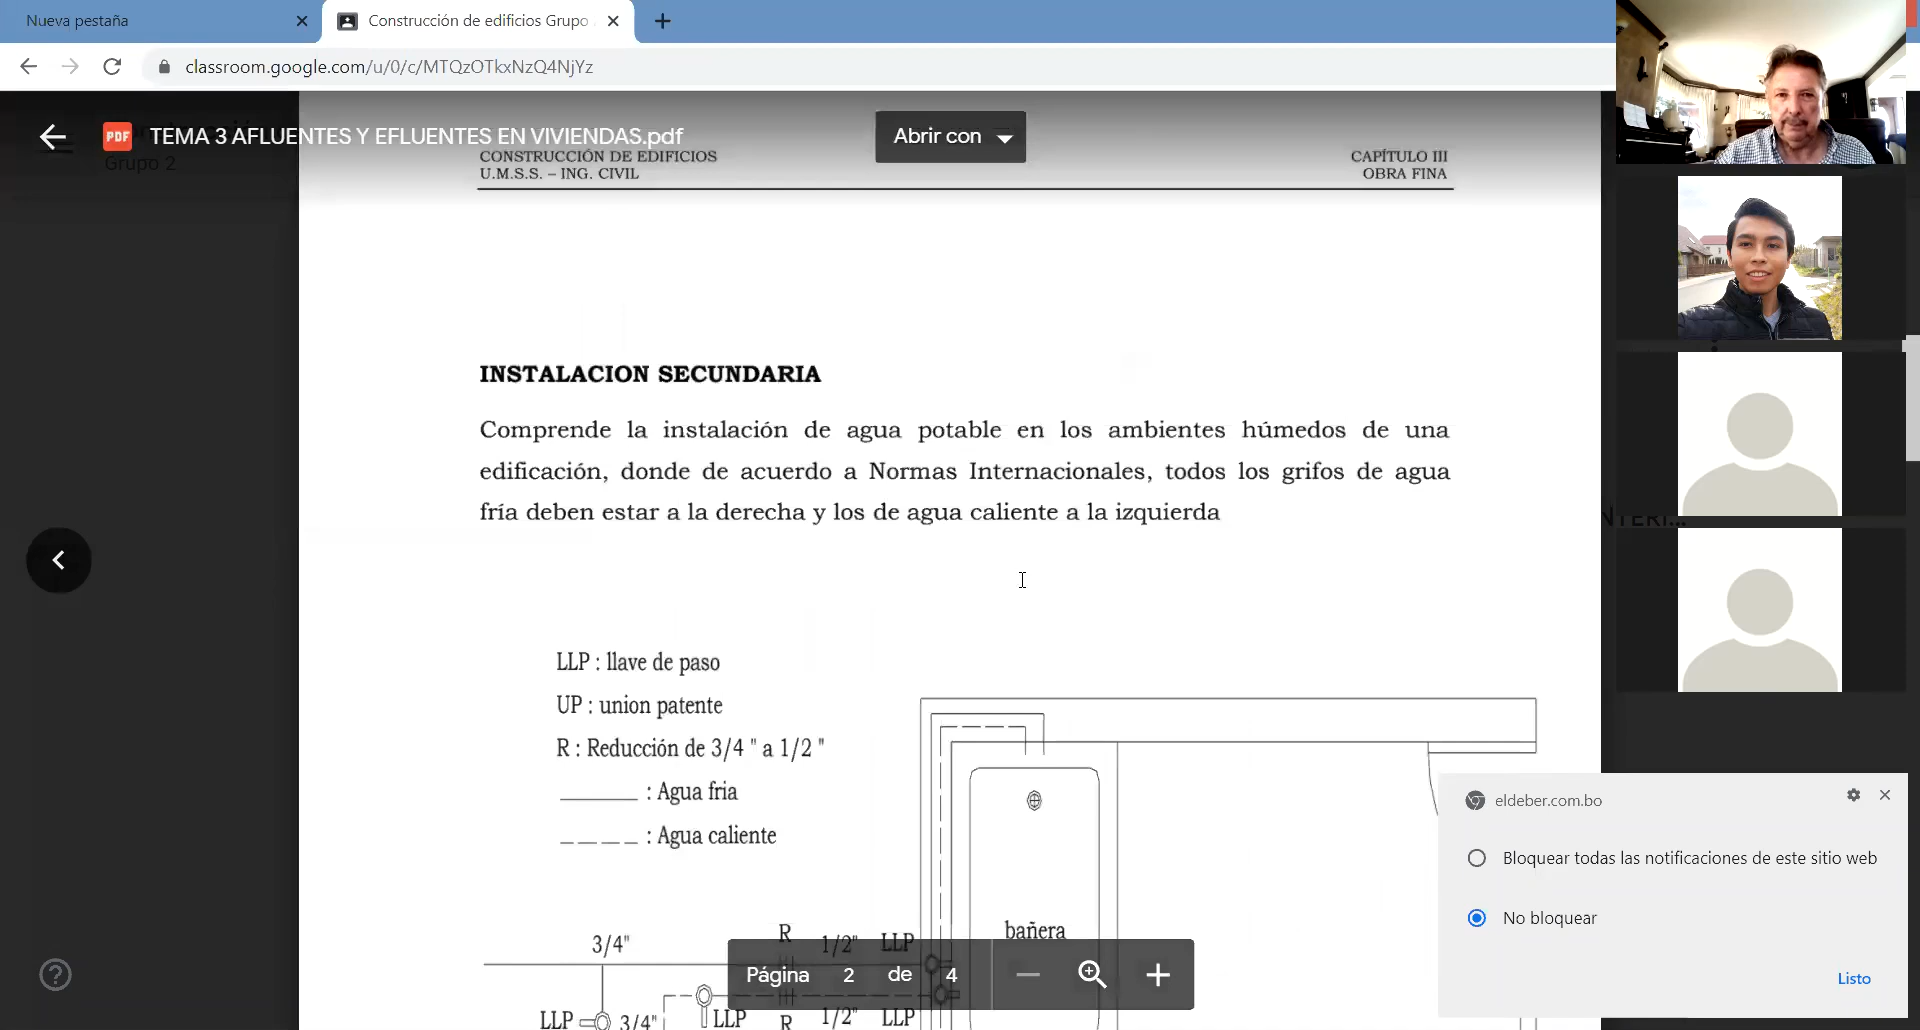 Nueva pestaña
Construcción de edificios Grupo
classroom.google.com/u/0/c/MTQzOTkxNzQ4NjYz
PDF
TEMA 3 AFLUENTES Y EFLUENTES EN VIVIENDAS.pdf
Abrir con
Grupo 2
CONSTRUCCIÓN DE EDIFICIOS
U.M.S.S. – ING. CIVIL
CAPÍTULO III
OBRA FINA
INSTALACION SECUNDARIA
Comprende la instalación de agua potable en los ambientes húmedos de una
edificación, donde de acuerdo a Normas Internacionales, todos los grifos de agua
fría deben estar a la derecha y los de agua caliente a la izquierda
LLP : llave de paso
UP : union patente
R : Reducción de 3/4 " a 1/2 "
: Agua fria
: Agua caliente
bañera
3/4"
R
1/2"
LLP
LLP
3/4"
LLP
R
1/2"
LLP
Página 2 de 4
eldeber.com.bo
Bloquear todas las notificaciones de este sitio web
No bloquear
Listo